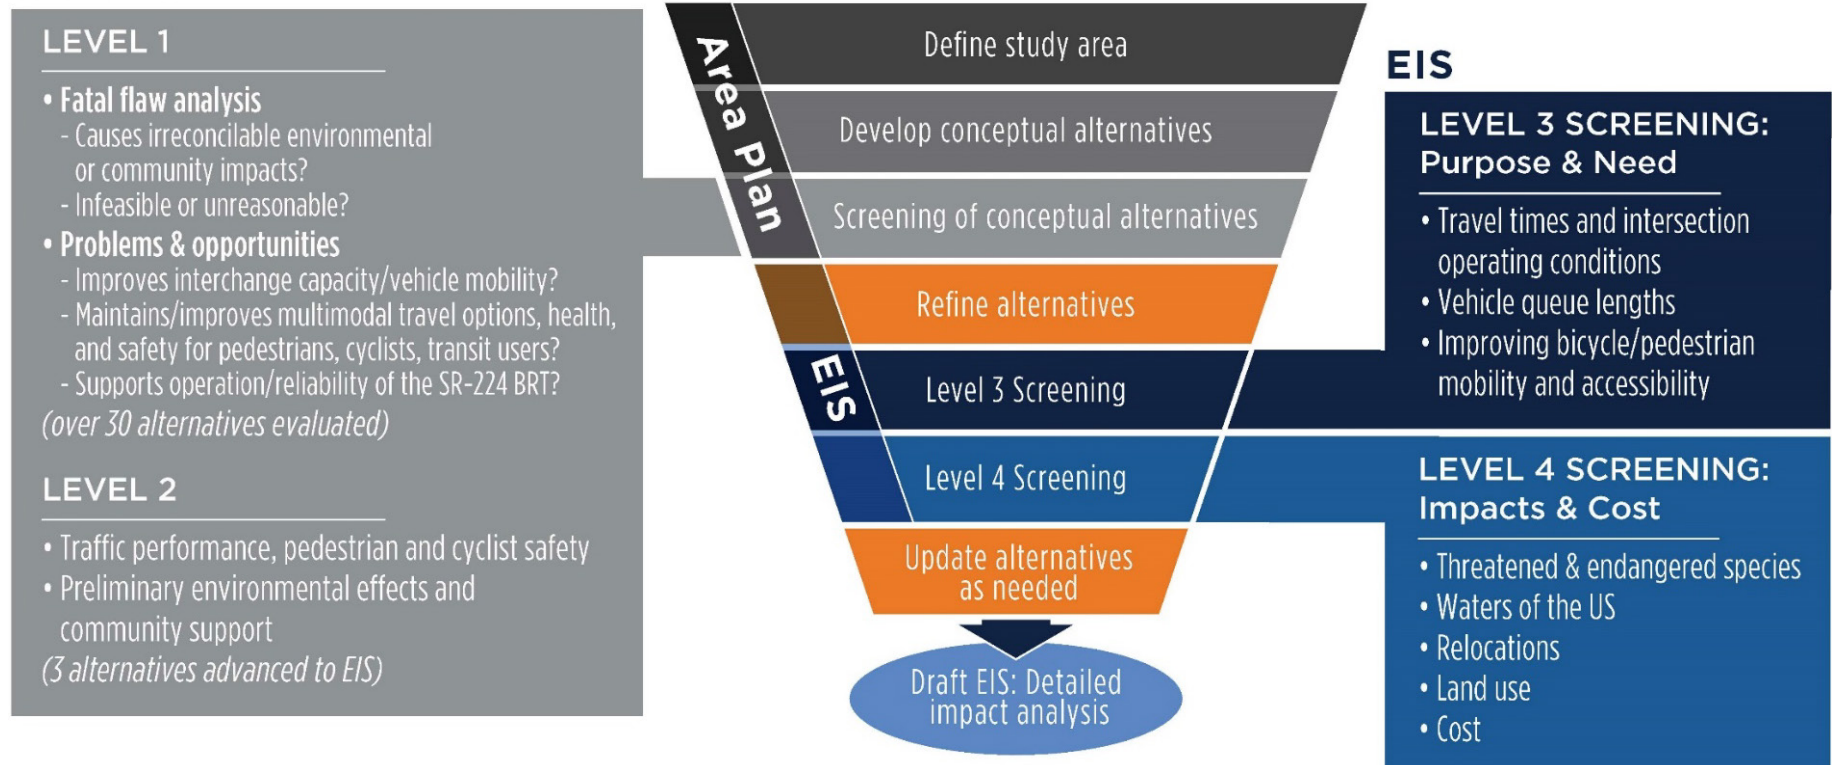 LEVEL 1
• Fatal flaw analysis
- Causes irreconcilable environmental
or community impacts?
- Infeasible or unreasonable?
• Problems & opportunities
- Improves interchange capacity/vehicle mobility?
- Maintains/improves multimodal travel options, health,
and safety for pedestrians, cyclists, transit users?
- Supports operation/reliability of the SR-224 BRT?
(over 30 alternatives evaluated)
LEVEL 2
• Traffic performance, pedestrian and cyclist safety
• Preliminary environmental effects and
community support
(3 alternatives advanced to EIS)
Area Plan
EIS
Define study area
Develop conceptual alternatives
Screening of conceptual alternatives
Refine alternatives
Level 3 Screening
Level 4 Screening
Update alternatives
as needed
Draft EIS: Detailed
impact analysis
EIS
LEVEL 3 SCREENING:
Purpose & Need
• Travel times and intersection
operating conditions
• Vehicle queue lengths
• Improving bicycle/pedestrian
mobility and accessibility
LEVEL 4 SCREENING:
Impacts & Cost
• Threatened & endangered species
• Waters of the US
• Relocations
• Land use
• Cost